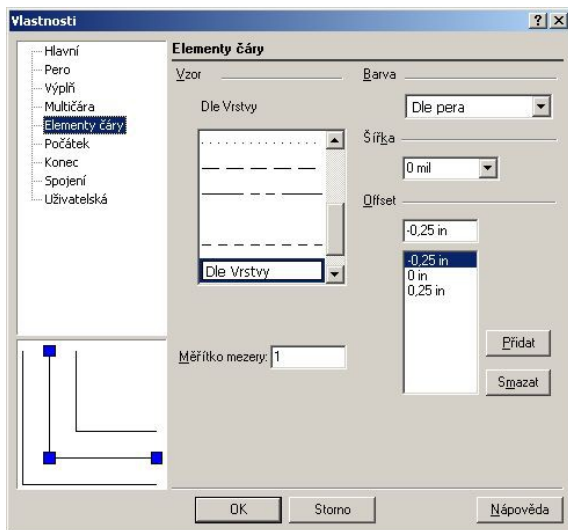 Vlastnosti
Hlavní
Pero
Výplň
Multičára
Elementy čáry
Počátek
Konec
Spojení
Uživatelská
Elementy čáry
Vzor
Dle Vrstvy
Dle Vrstvy
Měřítko mezery: 1
Barva
Dle pera
Šířka
0 mil
Offset
-0,25 in
-0,25 in
0 in
0,25 in
Přidat
Smazat
OK
Storno
Nápověda